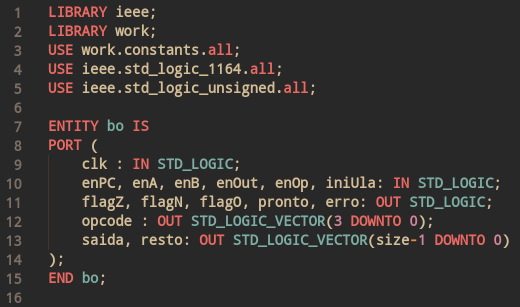 1 LIBRARY ieee;
2 LIBRARY work;
3 USE work.constants.all;
4 USE ieee.std_logic_1164.all;
5 USE ieee.std_logic_unsigned.all;
6
7 ENTITY bo IS
8 PORT (
9 clk : IN STD_LOGIC;
10 enPC, enA, enB, enOut, enOp, iniUla: IN STD_LOGIC;
11 flagZ, flagN, flagO, pronto, erro: OUT STD_LOGIC;
12 opcode : OUT STD_LOGIC_VECTOR(3 DOWNTO 0);
13 saida, resto: OUT STD_LOGIC_VECTOR(size-1 DOWNTO 0)
14 );
15 END bo;
16